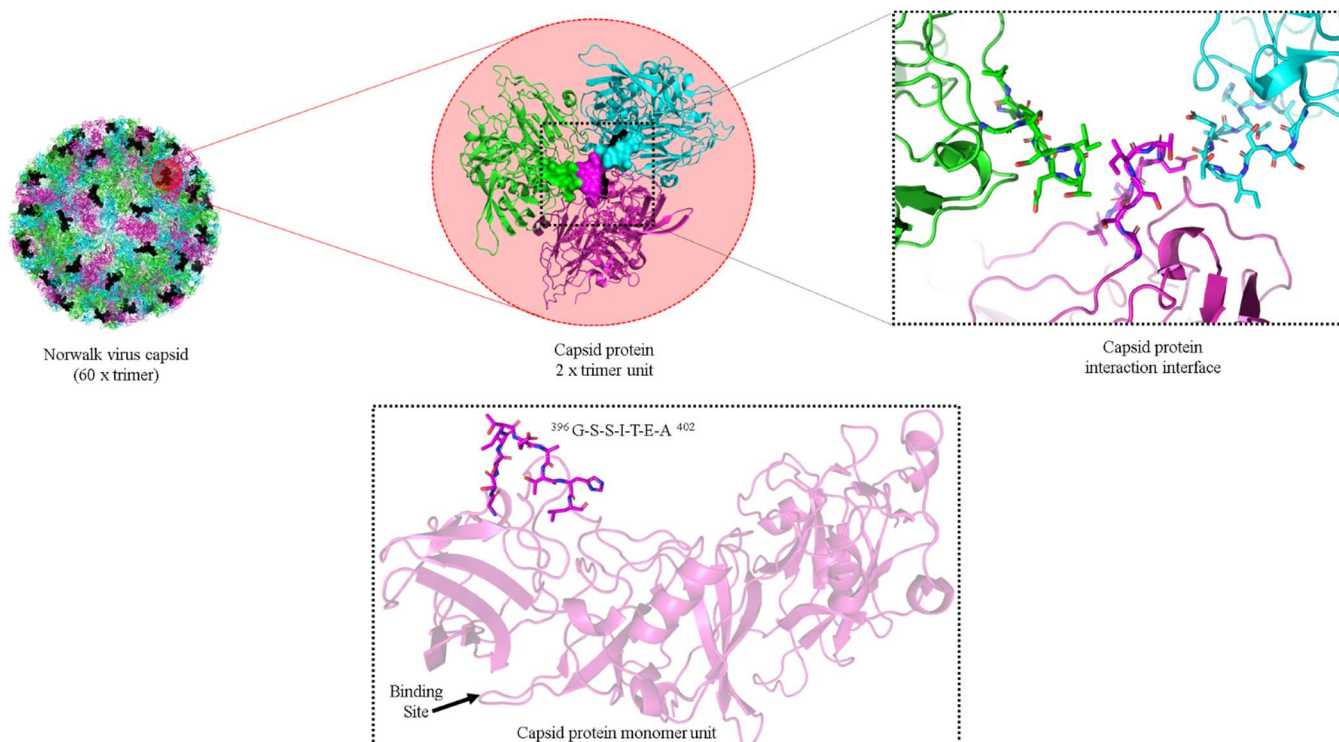 Norwalk virus capsid
(60 x trimer)
Capsid protein
2 x trimer unit
Capsid protein
interaction interface
³⁹⁶G-S-S-I-T-E-A ⁴⁰²
Binding
Site
Capsid protein monomer unit